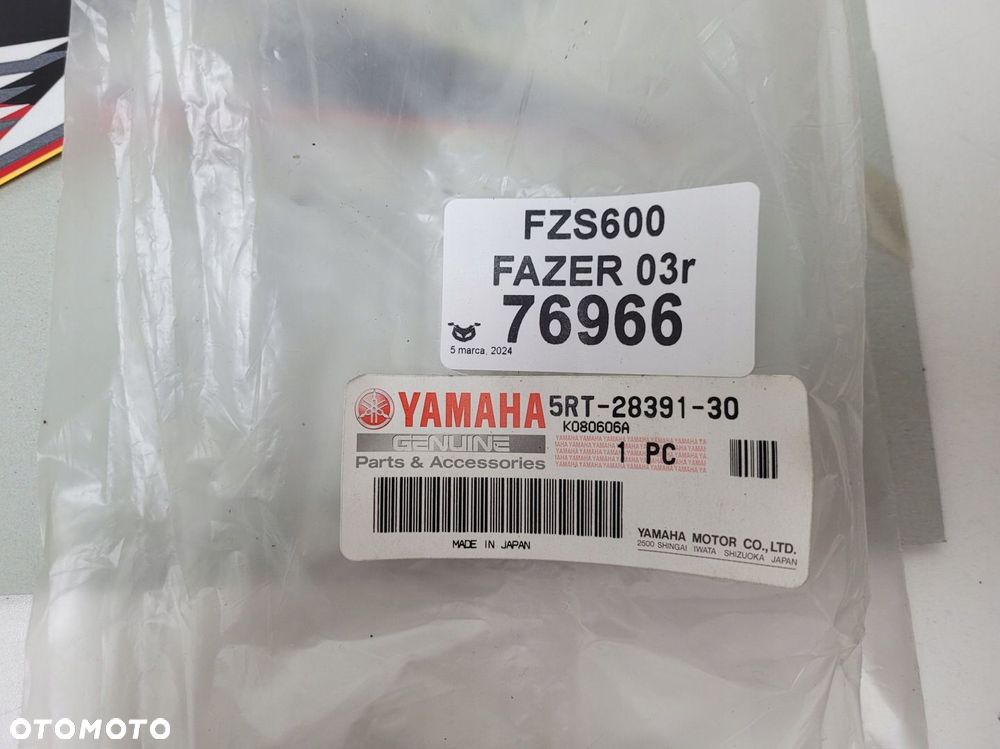 FZS600
FAZER 03r
76966
5 marca, 2024
YAMAHA 5RT-28391-30
K080606A
GENUINE
Parts & Accessories
1 PC
MADE IN JAPAN
YAMAHA MOTOR CO., LTD.
2500 SHINGAI IWATA SHIZUOKA JAPAN
OTOMOTO